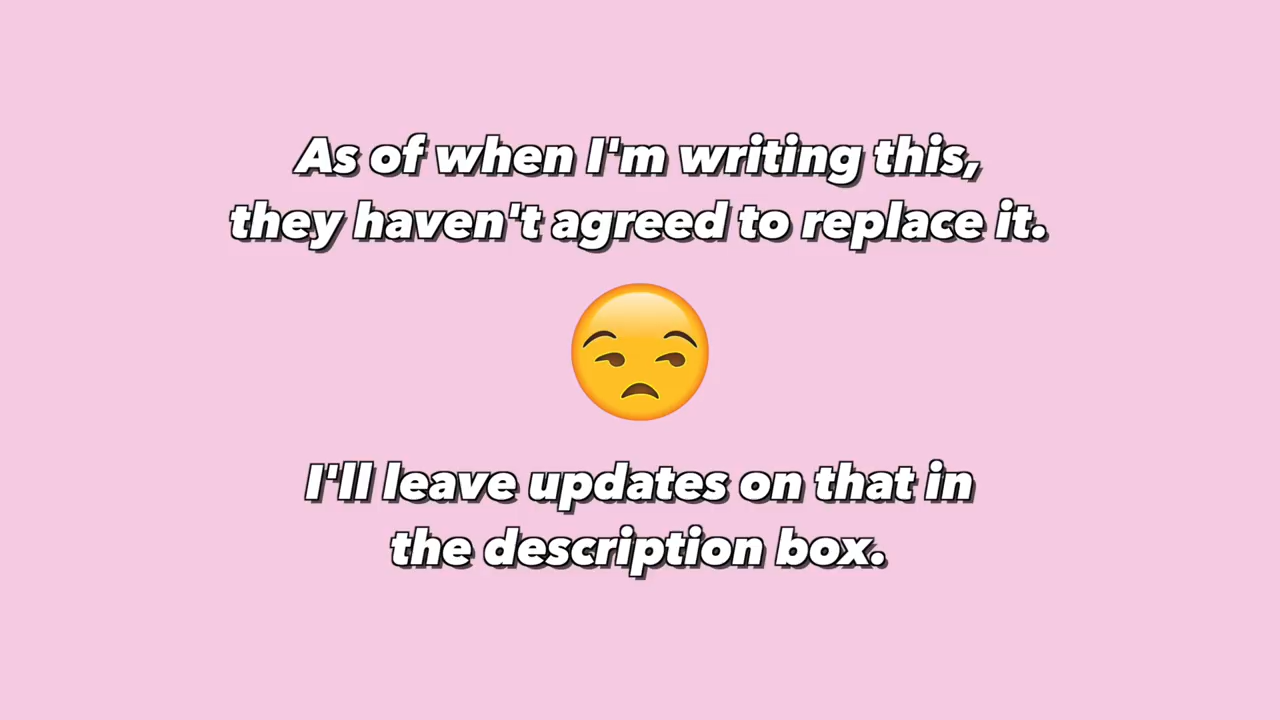 As of when I'm writing this,
they haven't agreed to replace it.
I'll leave updates on that in
the description box.